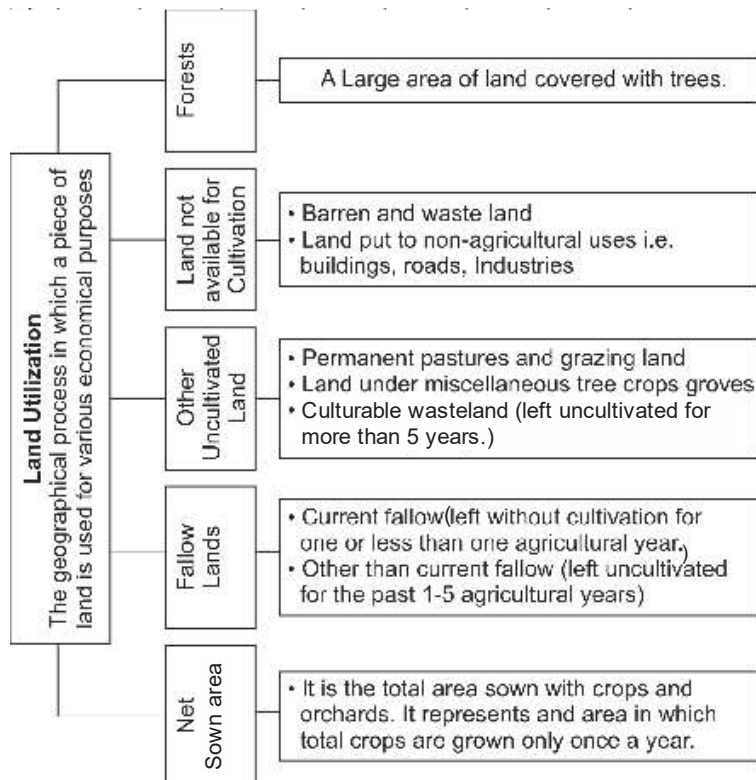 Land Utilization
The geographical process in which a piece of
land is used for various economical purposes
Forests
A Large area of land covered with trees.
Land not
available for
Cultivation
• Barren and waste land
• Land put to non-agricultural uses i.e.
buildings, roads, Industries
Other
Uncultivated
Land
• Permanent pastures and grazing land
• Land under miscellaneous tree crops groves
• Culturable wasteland (left uncultivated for
more than 5 years.)
Fallow
Lands
• Current fallow(left without cultivation for
one or less than one agricultural year.)
• Other than current fallow (left uncultivated
for the past 1-5 agricultural years)
Net
Sown area
• It is the total area sown with crops and
orchards. It represents and area in which
total crops are grown only once a year.